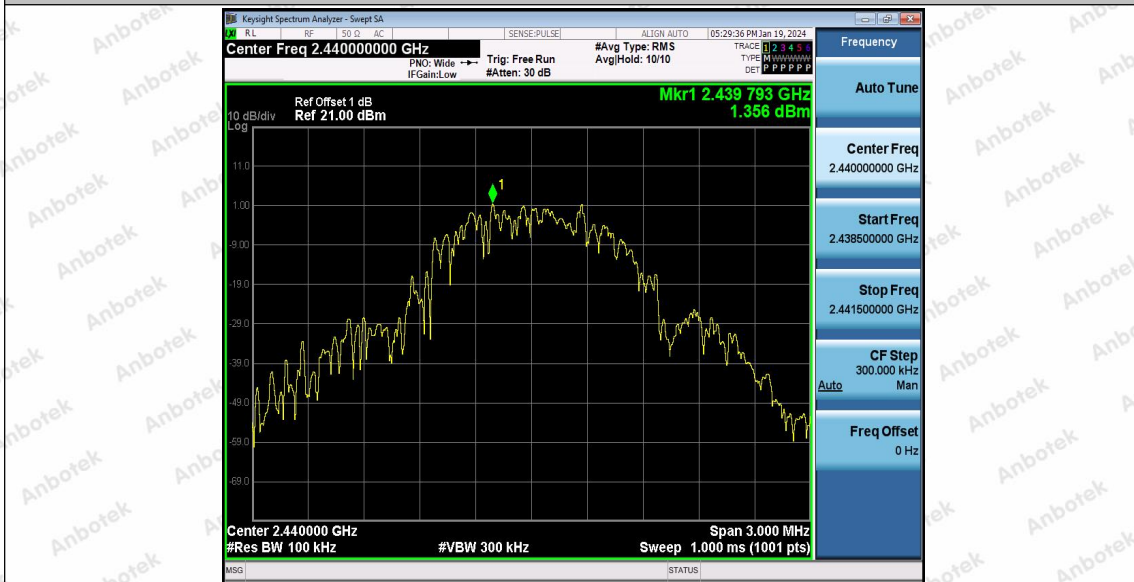 Keysight Spectrum Analyzer - Swept SA
LXI RL RF 50 Ω AC SENSE:PULSE ALIGN AUTO 05:29:36 PM Jan 19, 2024
Center Freq 2.440000000 GHz
#Avg Type: RMS
TRACE 1 2 3 4 5 6
PNO: Wide
Trig: Free Run
Avg|Hold: 10/10
TYPE M W W W W W
IFGain:Low
#Atten: 30 dB
DET P P P P P P
Mkr1 2.439 793 GHz
1.356 dBm
Ref Offset 1 dB
10 dB/div Ref 21.00 dBm
Log
11.0
1
1.00
-9.00
-19.0
-29.0
-39.0
-49.0
-59.0
-69.0
Center 2.440000 GHz
Span 3.000 MHz
#Res BW 100 kHz
#VBW 300 kHz
Sweep 1.000 ms (1001 pts)
MSG
STATUS
Frequency
Auto Tune
Center Freq
2.440000000 GHz
Start Freq
2.438500000 GHz
Stop Freq
2.441500000 GHz
CF Step
300.000 kHz
Auto Man
Freq Offset
0 Hz
Anbotek